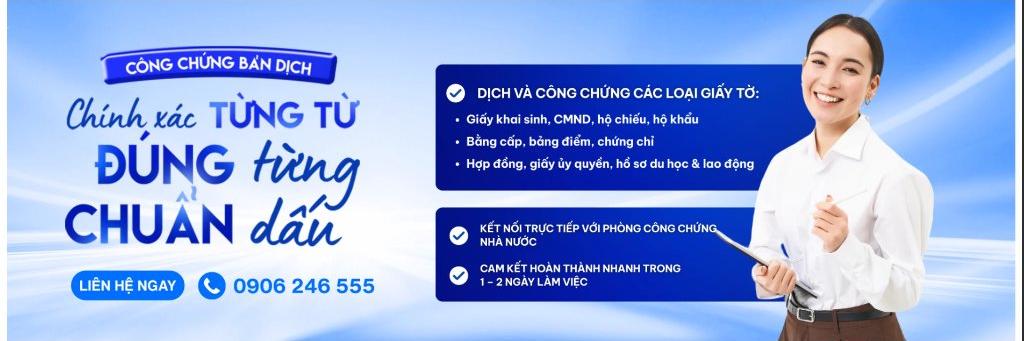 CÔNG CHỨNG BẢN DỊCH
Chính xác TỪNG TỪ
ĐÚNG từng
CHUẨN dấu
LIÊN HỆ NGAY
0906 246 555
DỊCH VÀ CÔNG CHỨNG CÁC LOẠI GIẤY TỜ:
• Giấy khai sinh, CMND, hộ chiếu, hộ khẩu
• Bằng cấp, bảng điểm, chứng chỉ
• Hợp đồng, giấy ủy quyền, hồ sơ du học & lao động
KẾT NỐI TRỰC TIẾP VỚI PHÒNG CÔNG CHỨNG
NHÀ NƯỚC
CAM KẾT HOÀN THÀNH NHANH TRONG
1 – 2 NGÀY LÀM VIỆC